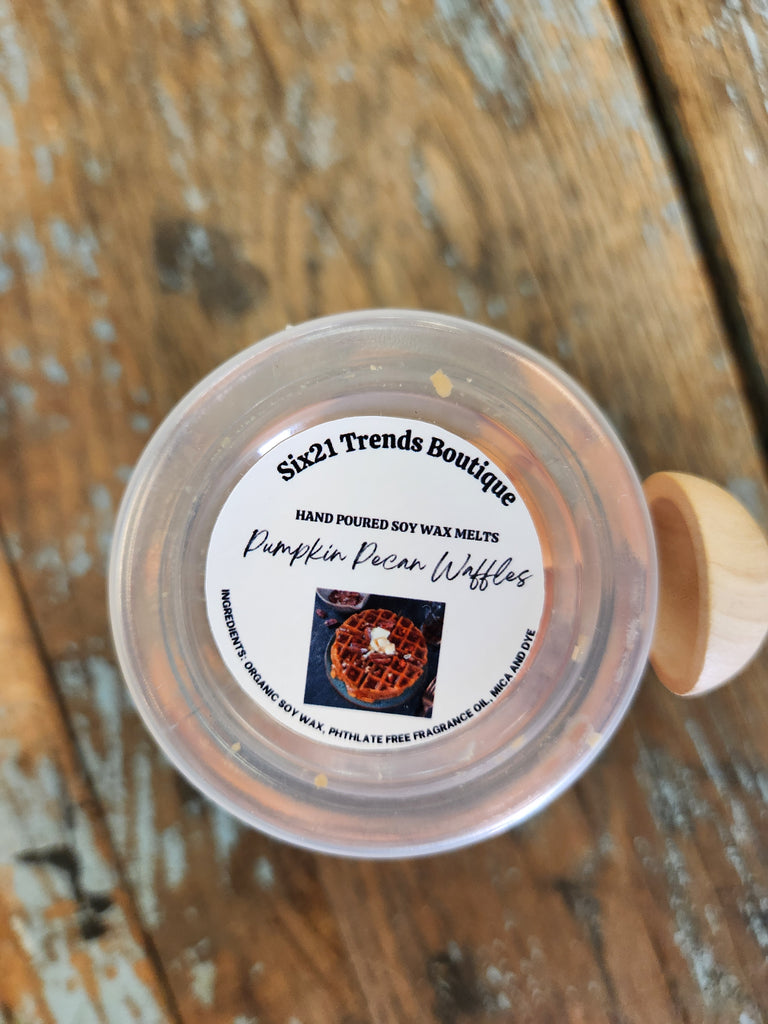 Six21 Trends Boutique
HAND POURED SOY WAX MELTS
Pumpkin Pecan Waffles
INGREDIENTS: ORGANIC SOY WAX, PHTHLATE FREE FRAGRANCE OIL, MICA AND DYE